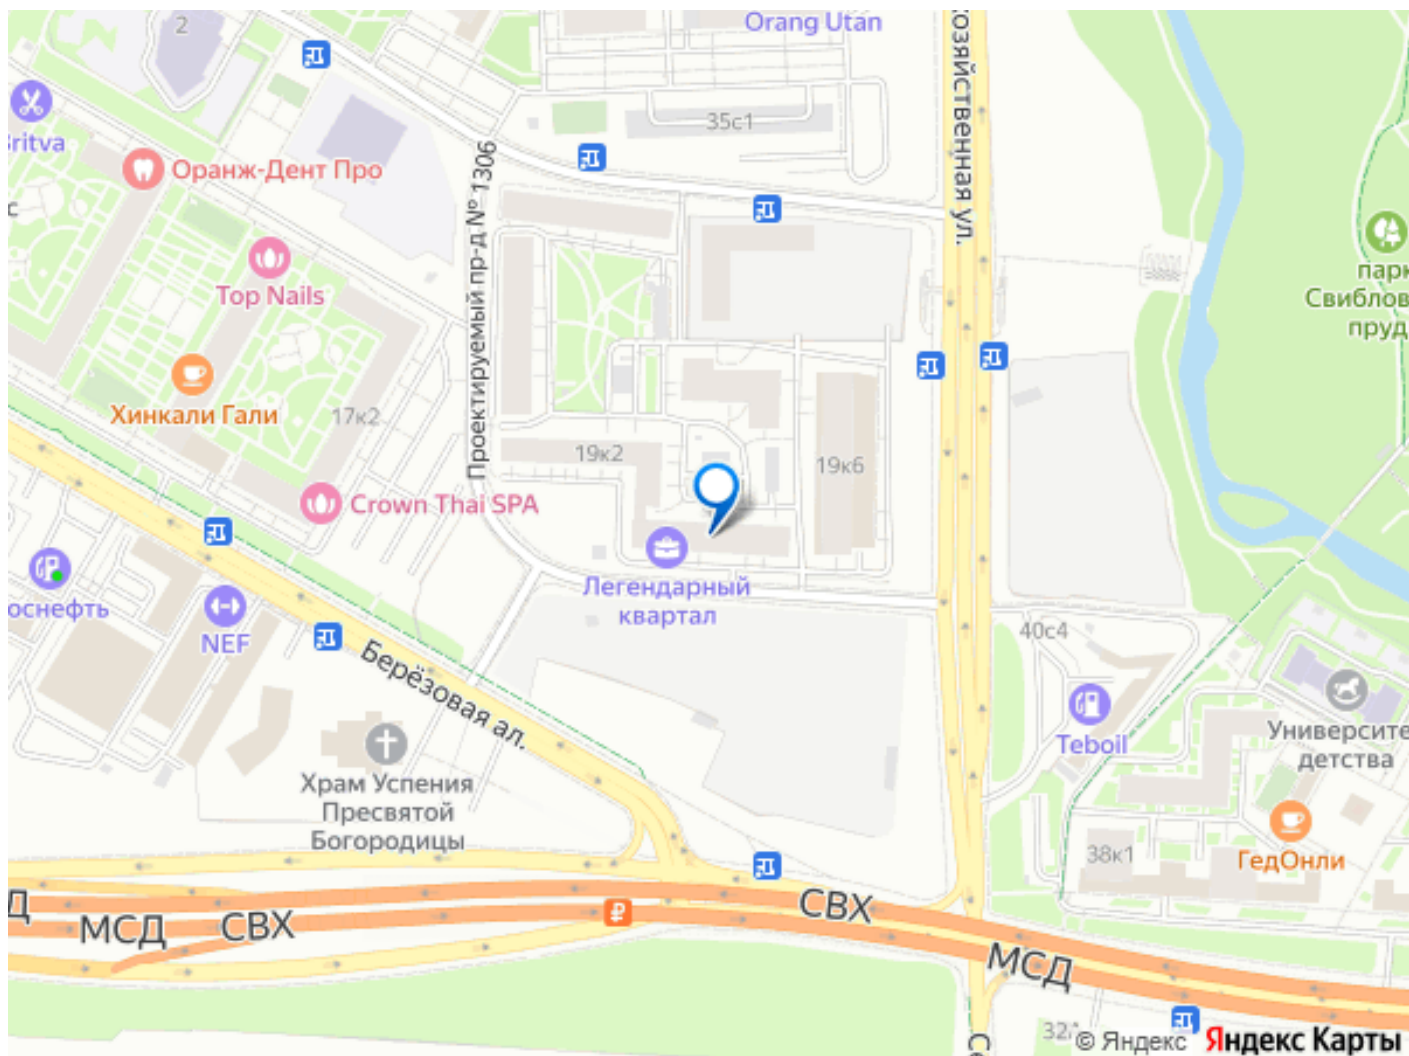 2
Orang Utan
озяйственная ул.
35с1
Britva
Оранж-Дент Про
с
Проектируемый пр-д № 1306
парк
Свиблов
пруд
Top Nails
Хинкали Гали
17к2
19к2
19к6
Crown Thai SPA
Легендарный
квартал
оснефть
NEF
Берёзовая ал.
40с4
Teboil
Университе
детства
Храм Успения
Пресвятой
Богородицы
38к1
ГедОнли
Д
МСД
СВХ
СВХ
МСД
Се
32
© Яндекс Яндекс Карты